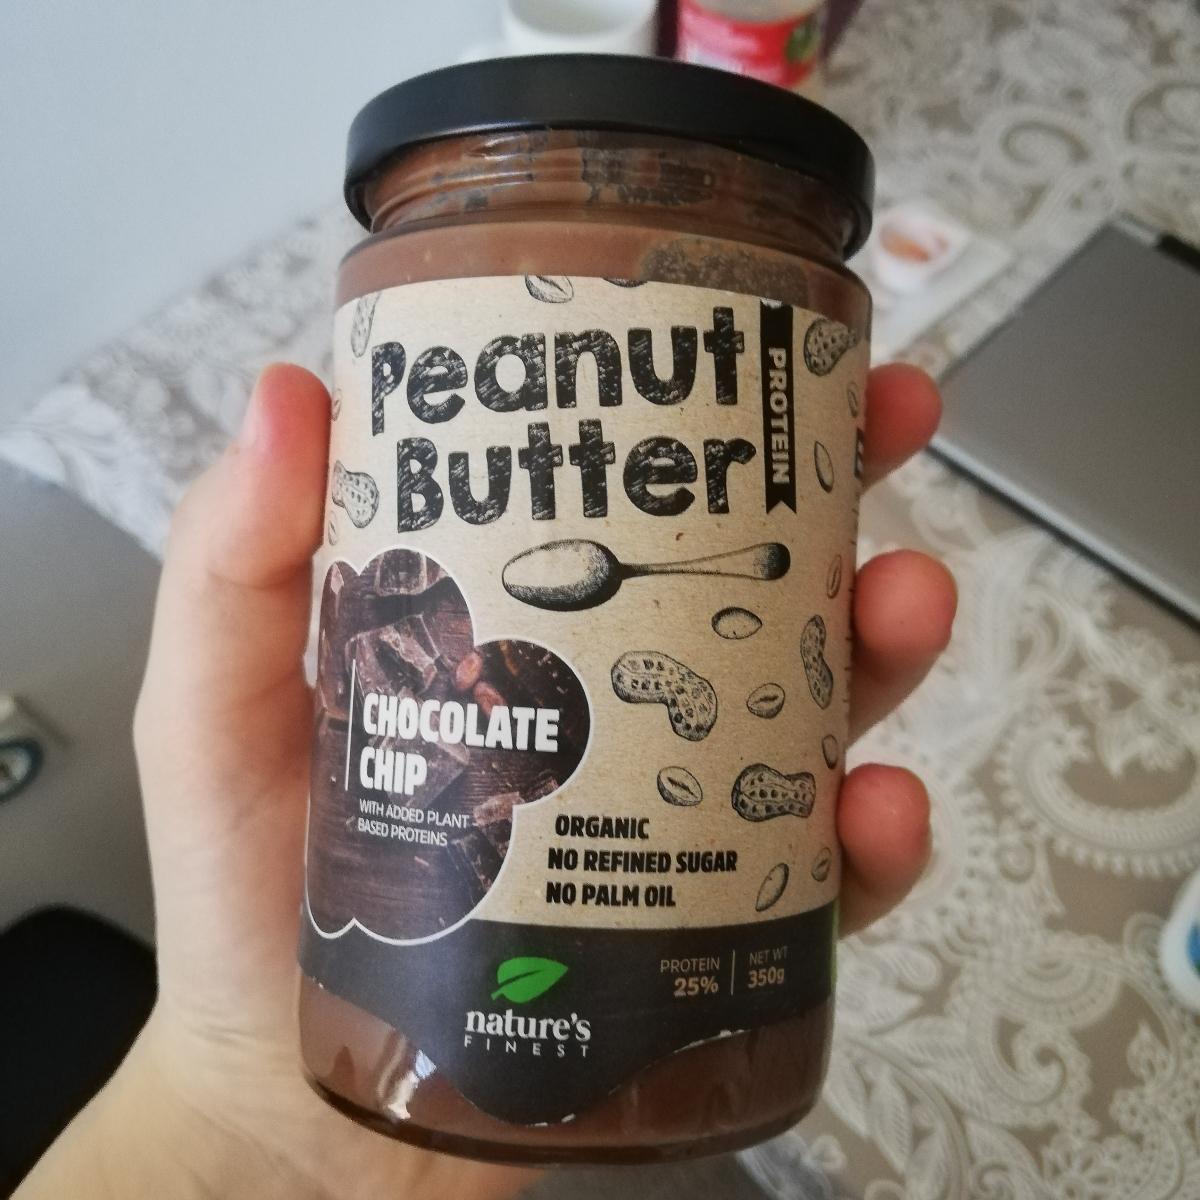 Peanut
Butter
PROTEIN
CHOCOLATE
CHIP
WITH ADDED PLANT
BASED PROTEINS
ORGANIC
NO REFINED SUGAR
NO PALM OIL
PROTEIN
25%
NET WT
350g
nature's
FINEST